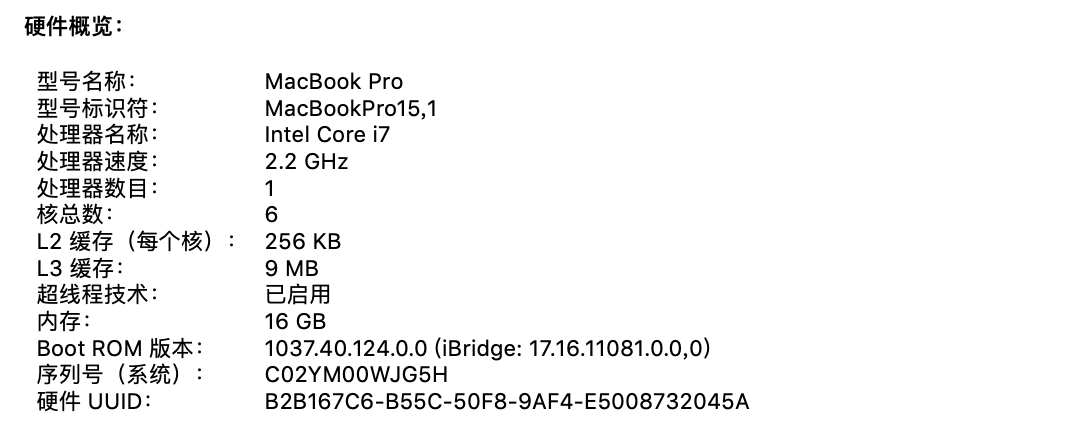 硬件概览：
型号名称： MacBook Pro
型号标识符： MacBookPro15,1
处理器名称： Intel Core i7
处理器速度： 2.2 GHz
处理器数目： 1
核总数： 6
L2 缓存（每个核）： 256 KB
L3 缓存： 9 MB
超线程技术： 已启用
内存： 16 GB
Boot ROM 版本： 1037.40.124.0.0 (iBridge: 17.16.11081.0.0,0)
序列号（系统）： C02YM00WJG5H
硬件 UUID： B2B167C6-B55C-50F8-9AF4-E5008732045A